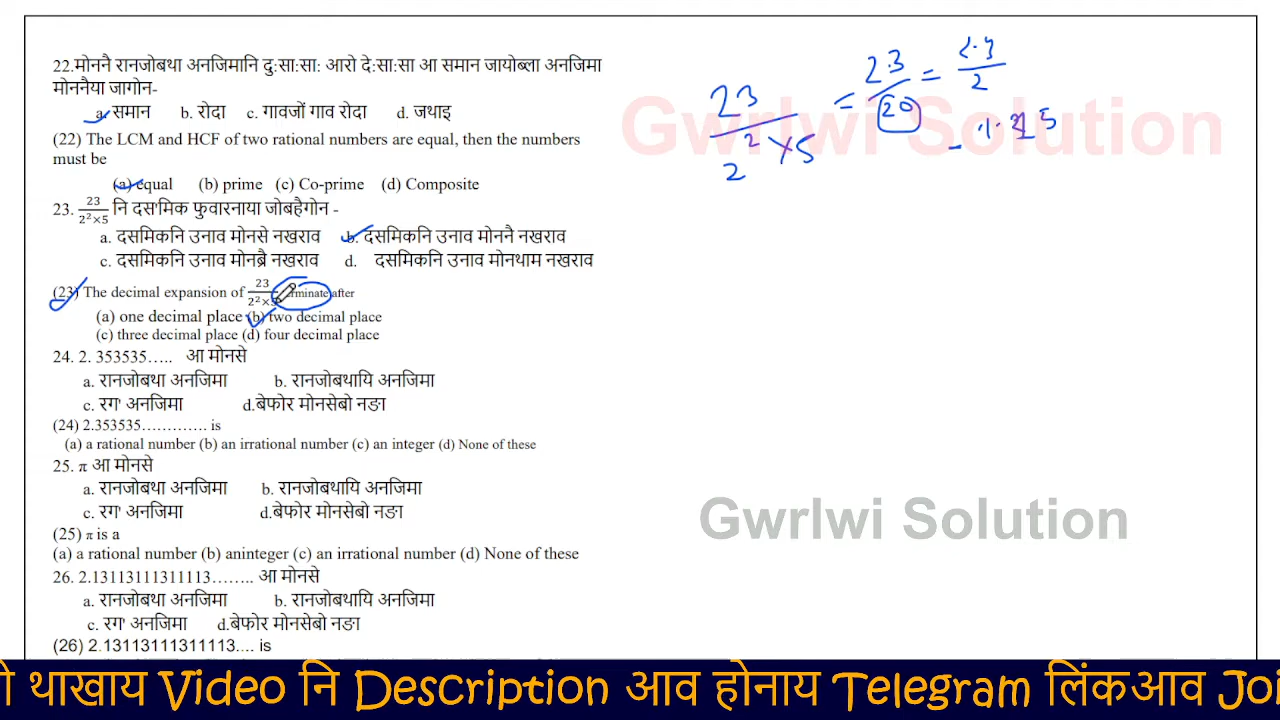 22.मोननै रानजोबथा अनजिमानि दु:सा:सा: आरो दे:सा:सा आ समान जायोब्ला अनजिमा
मोननैया जागोन-
a. समान b. रोदा c. गावजों गाव रोदा d. जथाइ
(22) The LCM and HCF of two rational numbers are equal, then the numbers
must be
(a) equal (b) prime (c) Co-prime (d) Composite
23. 23/2²×5 नि दस'मिक फुवारनाया जोबहैगोन -
a. दसमिकनि उनाव मोनसे नखराव b. दसमिकनि उनाव मोननै नखराव
c. दसमिकनि उनाव मोनब्रै नखराव d. दसमिकनि उनाव मोनथाम नखराव
(23) The decimal expansion of 23/2²×5 terminate after
(a) one decimal place (b) two decimal place
(c) three decimal place (d) four decimal place
24. 2. 353535….. आ मोनसे
a. रानजोबथा अनजिमा b. रानजोबथायि अनजिमा
c. रग' अनजिमा d.बेफोर मोनसेबो नङा
(24) 2.353535…………. is
(a) a rational number (b) an irrational number (c) an integer (d) None of these
25. π आ मोनसे
a. रानजोबथा अनजिमा b. रानजोबथायि अनजिमा
c. रग' अनजिमा d.बेफोर मोनसेबो नङा
(25) π is a
(a) a rational number (b) aninteger (c) an irrational number (d) None of these
26. 2.13113111311113…….. आ मोनसे
a. रानजोबथा अनजिमा b. रानजोबथायि अनजिमा
c. रग' अनजिमा d.बेफोर मोनसेबो नङा
(26) 2.13113111311113.... is
23/2²×5 = 23/20 = 2.3/2
Gwrlwi Solution
Gwrlwi Solution
थाखाय Video नि Description आव होनाय Telegram लिंकआव